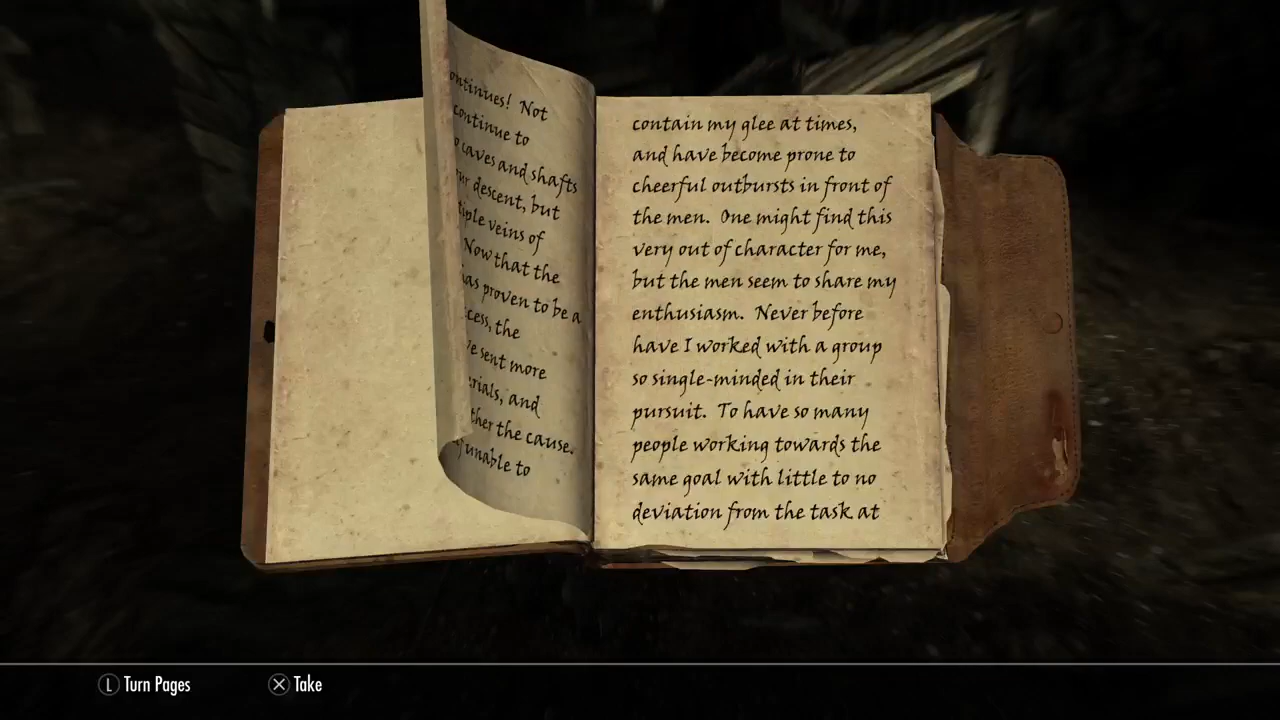 continues! Not
continue to
caves and shafts
our descent, but
veins of
Now that the
has proven to be a
the
sent more
and
the cause.
unable to
contain my glee at times,
and have become prone to
cheerful outbursts in front of
the men. One might find this
very out of character for me,
but the men seem to share my
enthusiasm. Never before
have I worked with a group
so single-minded in their
pursuit. To have so many
people working towards the
same goal with little to no
deviation from the task at
L Turn Pages
X Take